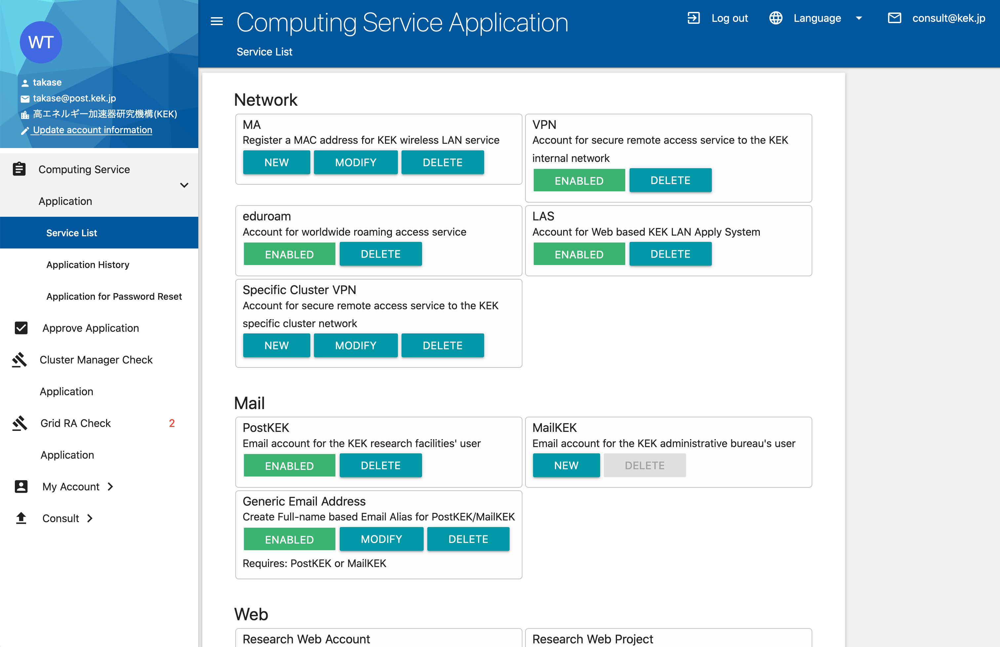 WT
takase
takase@post.kek.jp
高エネルギー加速器研究機構(KEK)
Update account information
Computing Service
Application
Service List
Application History
Application for Password Reset
Approve Application
Cluster Manager Check
Application
Grid RA Check 2
Application
My Account
Consult
Computing Service Application
Log out
Language
consult@kek.jp
Service List
Network
MA
Register a MAC address for KEK wireless LAN service
NEW MODIFY DELETE
VPN
Account for secure remote access service to the KEK
internal network
ENABLED DELETE
eduroam
Account for worldwide roaming access service
ENABLED DELETE
LAS
Account for Web based KEK LAN Apply System
ENABLED DELETE
Specific Cluster VPN
Account for secure remote access service to the KEK
specific cluster network
NEW MODIFY DELETE
Mail
PostKEK
Email account for the KEK research facilities' user
ENABLED DELETE
MailKEK
Email account for the KEK administrative bureau's user
NEW DELETE
Generic Email Address
Create Full-name based Email Alias for PostKEK/MailKEK
ENABLED MODIFY DELETE
Requires: PostKEK or MailKEK
Web
Research Web Account
Research Web Project